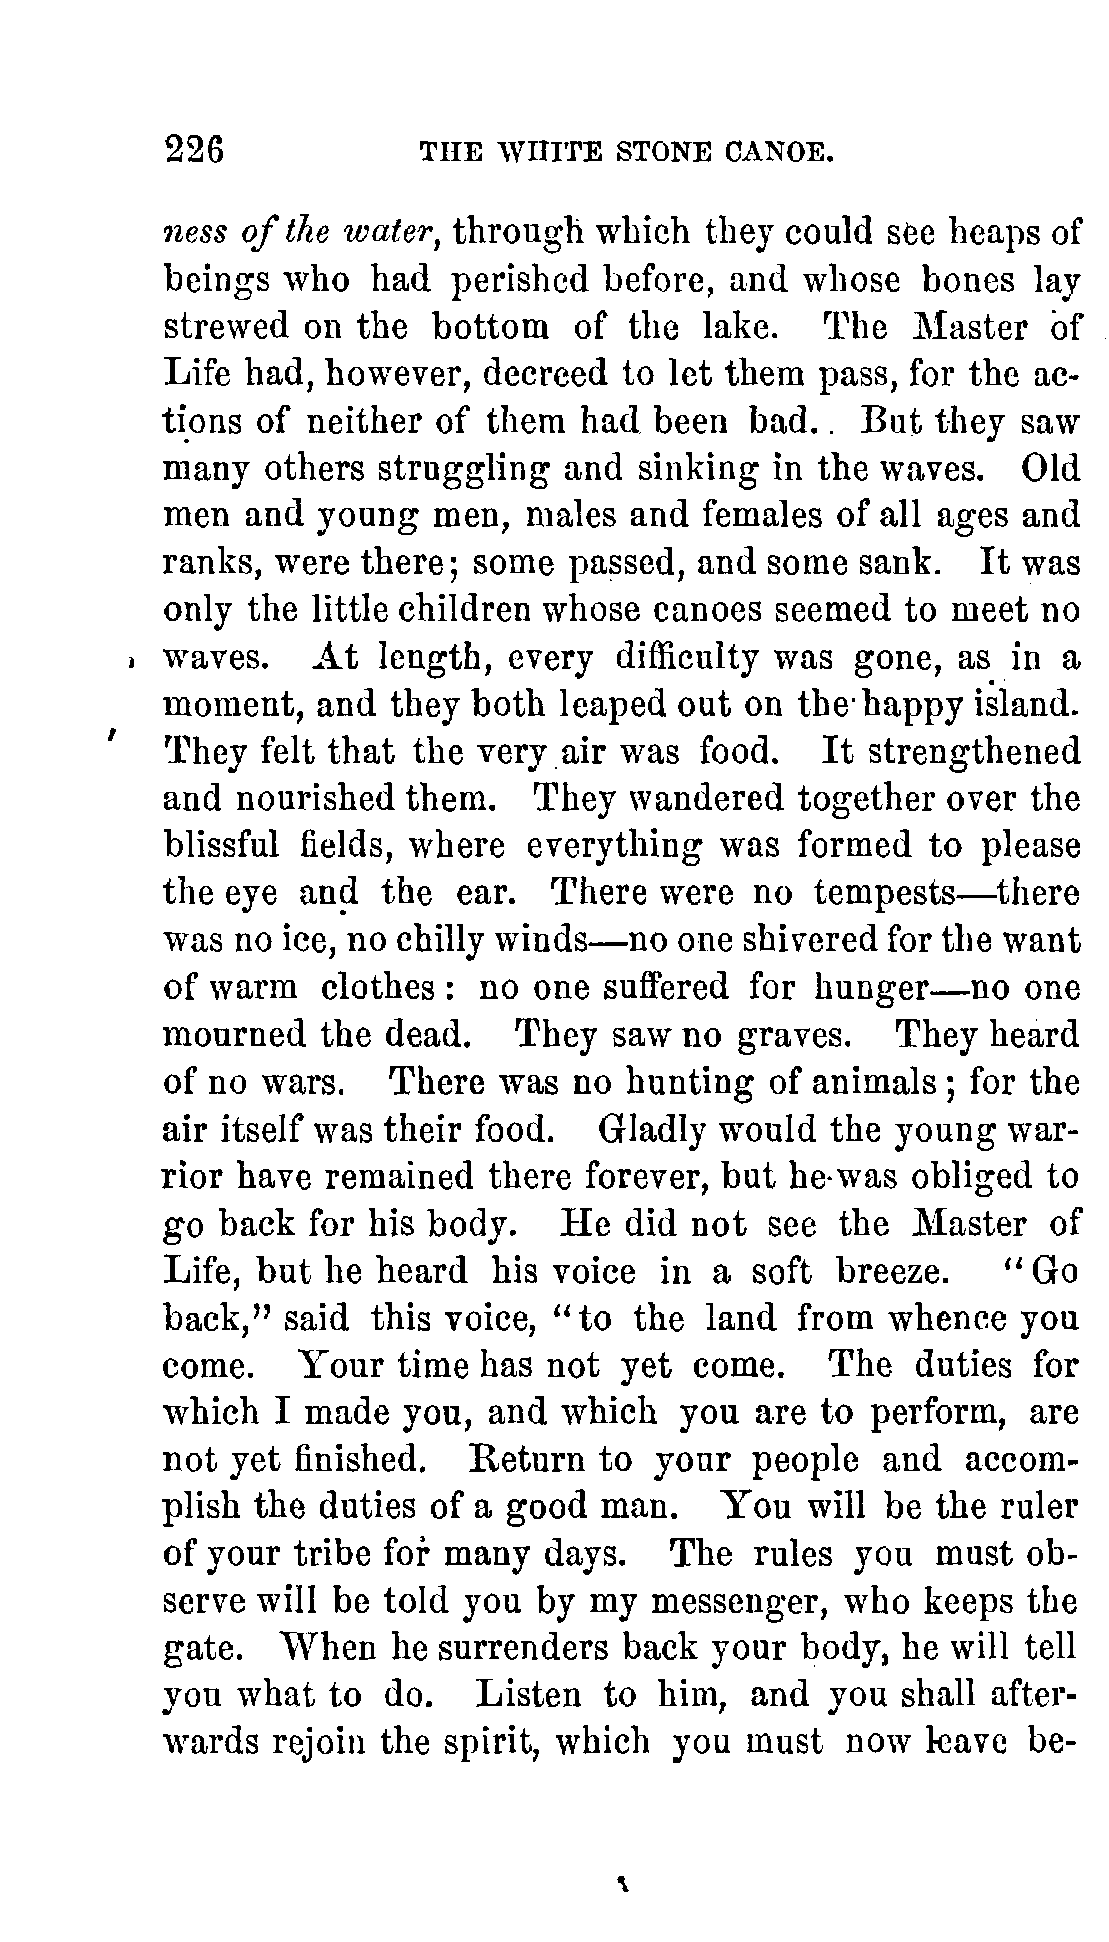 226 THE WHITE STONE CANOE.
ness of the water, through which they could see heaps of
beings who had perished before, and whose bones lay
strewed on the bottom of the lake. The Master of
Life had, however, decreed to let them pass, for the ac-
tions of neither of them had been bad. But they saw
many others struggling and sinking in the waves. Old
men and young men, males and females of all ages and
ranks, were there; some passed, and some sank. It was
only the little children whose canoes seemed to meet no
waves. At length, every difficulty was gone, as in a
moment, and they both leaped out on the happy island.
They felt that the very air was food. It strengthened
and nourished them. They wandered together over the
blissful fields, where everything was formed to please
the eye and the ear. There were no tempests—there
was no ice, no chilly winds—no one shivered for the want
of warm clothes: no one suffered for hunger—no one
mourned the dead. They saw no graves. They heard
of no wars. There was no hunting of animals; for the
air itself was their food. Gladly would the young war-
rior have remained there forever, but he was obliged to
go back for his body. He did not see the Master of
Life, but he heard his voice in a soft breeze. "Go
back," said this voice, "to the land from whence you
come. Your time has not yet come. The duties for
which I made you, and which you are to perform, are
not yet finished. Return to your people and accom-
plish the duties of a good man. You will be the ruler
of your tribe for many days. The rules you must ob-
serve will be told you by my messenger, who keeps the
gate. When he surrenders back your body, he will tell
you what to do. Listen to him, and you shall after-
wards rejoin the spirit, which you must now leave be-